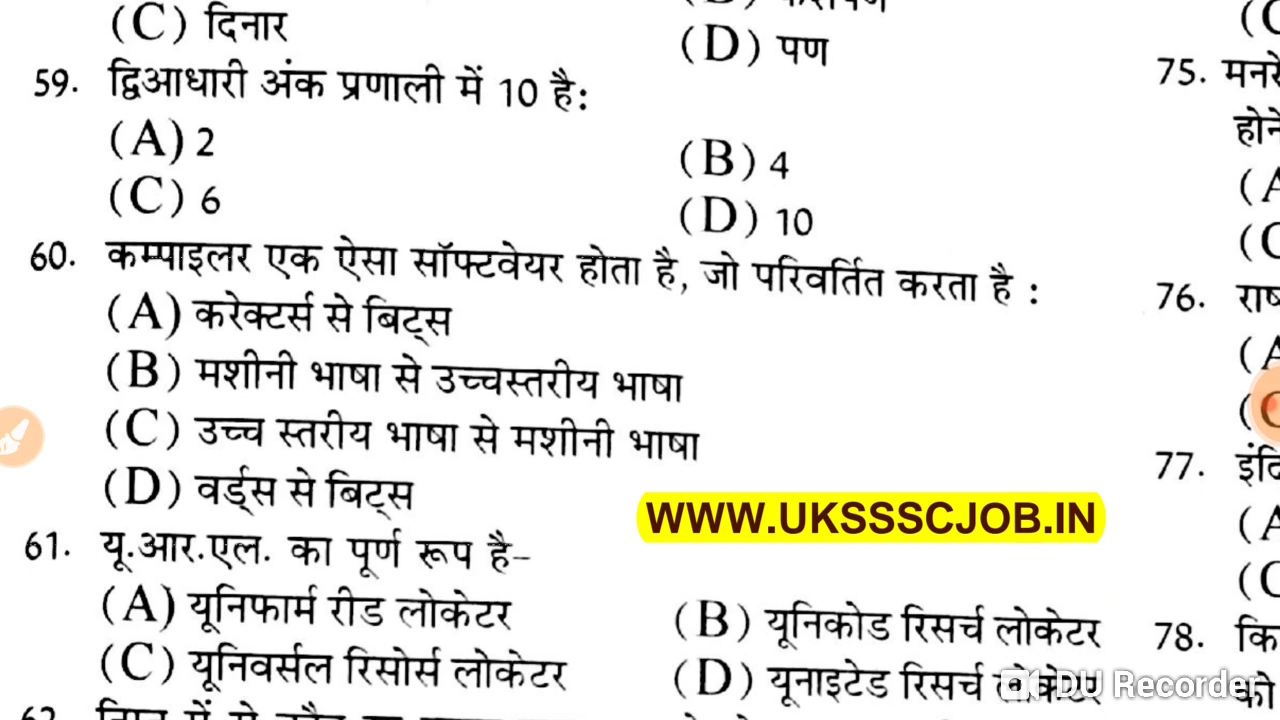 (C) दिनार
(D) पण
59. द्विआधारी अंक प्रणाली में 10 है:
(A) 2
(B) 4
(C) 6
(D) 10
60. कम्पाइलर एक ऐसा सॉफ्टवेयर होता है, जो परिवर्तित करता है :
(A) करेक्टर्स से बिट्स
(B) मशीनी भाषा से उच्चस्तरीय भाषा
(C) उच्च स्तरीय भाषा से मशीनी भाषा
(D) वर्ड्स से बिट्स
WWW.UKSSSCJOB.IN
61. यू.आर.एल. का पूर्ण रूप है–
(A) यूनिफार्म रीड लोकेटर
(B) यूनिकोड रिसर्च लोकेटर
(C) यूनिवर्सल रिसोर्स लोकेटर
(D) यूनाइटेड रिसर्च लोकेटर
DU Recorder
75.
76.
77.
78.
को